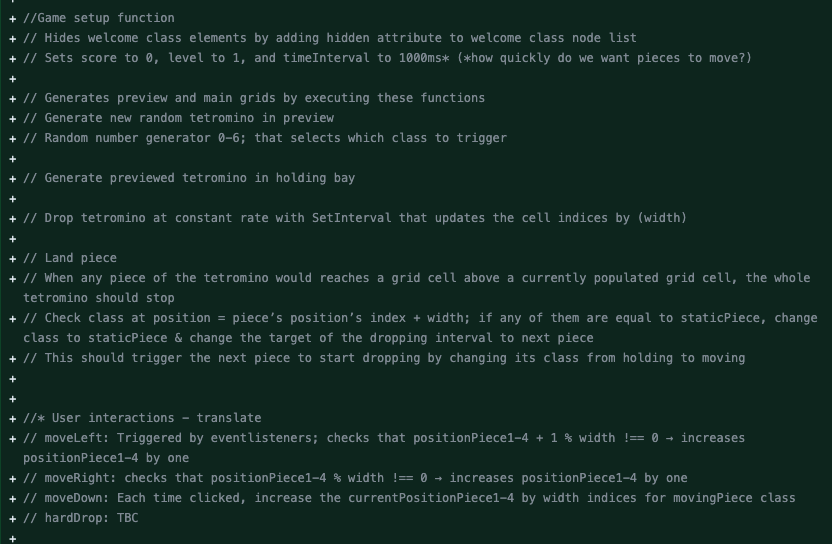 +
+ //Game setup function
+ // Hides welcome class elements by adding hidden attribute to welcome class node list
+ // Sets score to 0, level to 1, and timeInterval to 1000ms* (*how quickly do we want pieces to move?)
+
+ // Generates preview and main grids by executing these functions
+ // Generate new random tetromino in preview
+ // Random number generator 0-6; that selects which class to trigger
+
+ // Generate previewed tetromino in holding bay
+
+ // Drop tetromino at constant rate with SetInterval that updates the cell indices by (width)
+
+ // Land piece
+ // When any piece of the tetromino would reaches a grid cell above a currently populated grid cell, the whole
tetromino should stop
+ // Check class at position = piece’s position’s index + width; if any of them are equal to staticPiece, change
class to staticPiece & change the target of the dropping interval to next piece
+ // This should trigger the next piece to start dropping by changing its class from holding to moving
+
+
+ //* User interactions - translate
+ // moveLeft: Triggered by eventlisteners; checks that positionPiece1-4 + 1 % width !== 0 → increases
positionPiece1-4 by one
+ // moveRight: checks that positionPiece1-4 % width !== 0 → increases positionPiece1-4 by one
+ // moveDown: Each time clicked, increase the currentPositionPiece1-4 by width indices for movingPiece class
+ // hardDrop: TBC
+